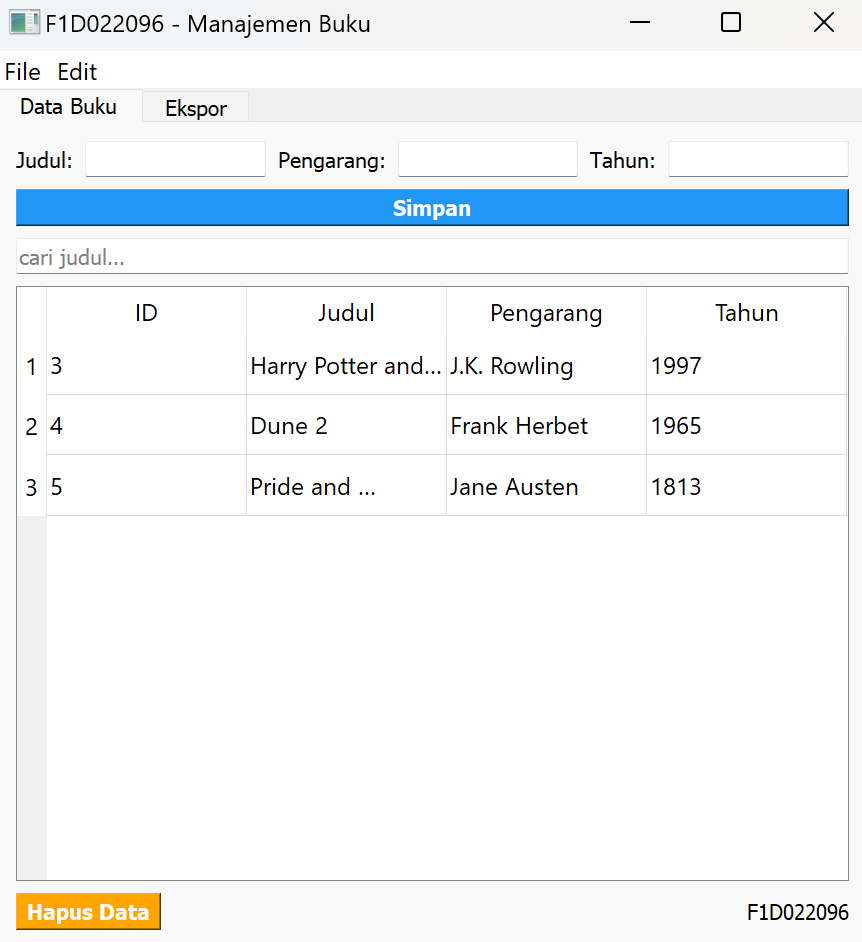 F1D022096 - Manajemen Buku
File Edit
Data Buku Ekspor
Judul: Pengarang: Tahun:
Simpan
cari judul...
ID Judul Pengarang Tahun
1 3 Harry Potter and... J.K. Rowling 1997
2 4 Dune 2 Frank Herbet 1965
3 5 Pride and ... Jane Austen 1813
Hapus Data F1D022096